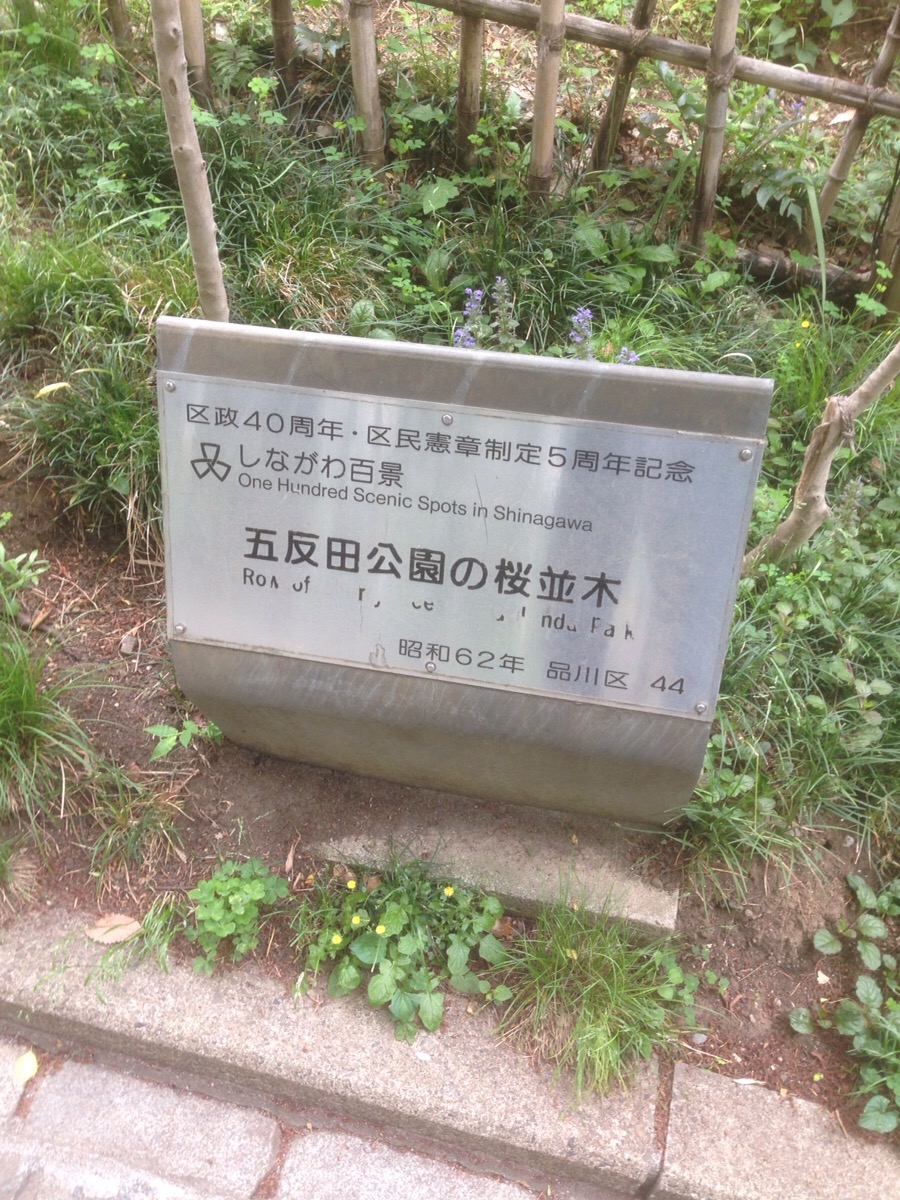 区政40周年・区民憲章制定5周年記念
しながわ百景
One Hundred Scenic Spots in Shinagawa
五反田公園の桜並木
of
昭和62年 品川区 44